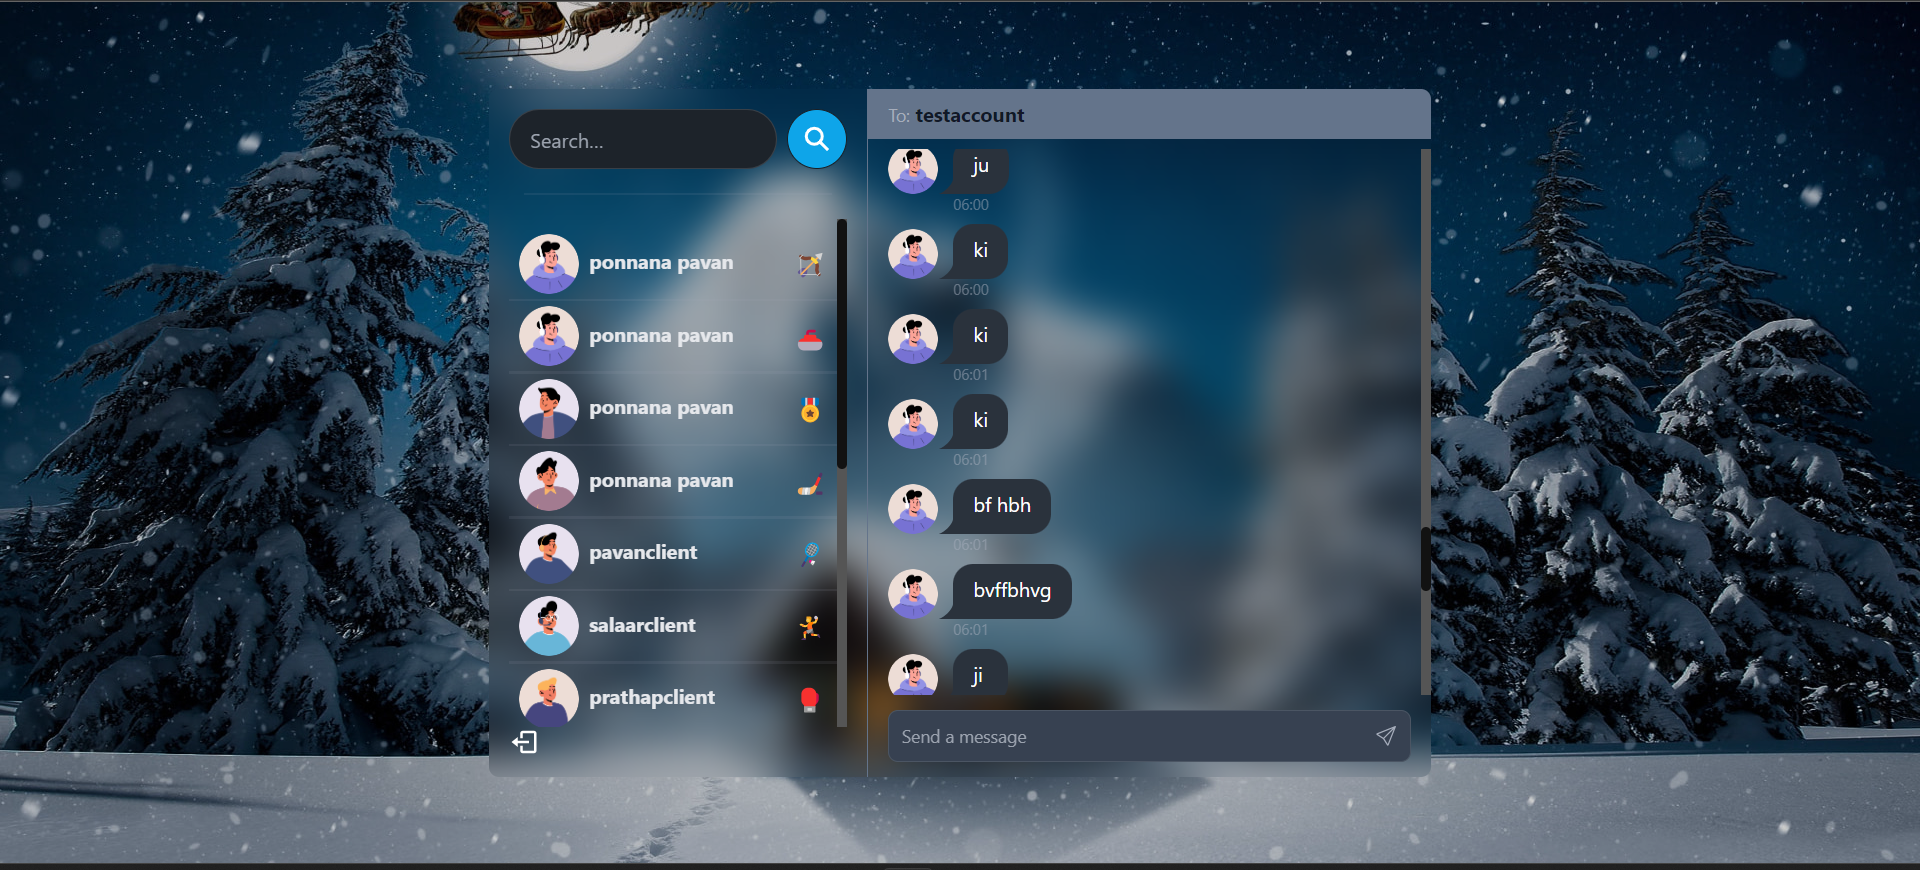 Search...
ponnana pavan
ponnana pavan
ponnana pavan
ponnana pavan
pavanclient
salaarclient
prathapclient
To: testaccount
ju
06:00
ki
06:00
ki
06:01
ki
06:01
bf hbh
06:01
bvffbhvg
06:01
ji
Send a message